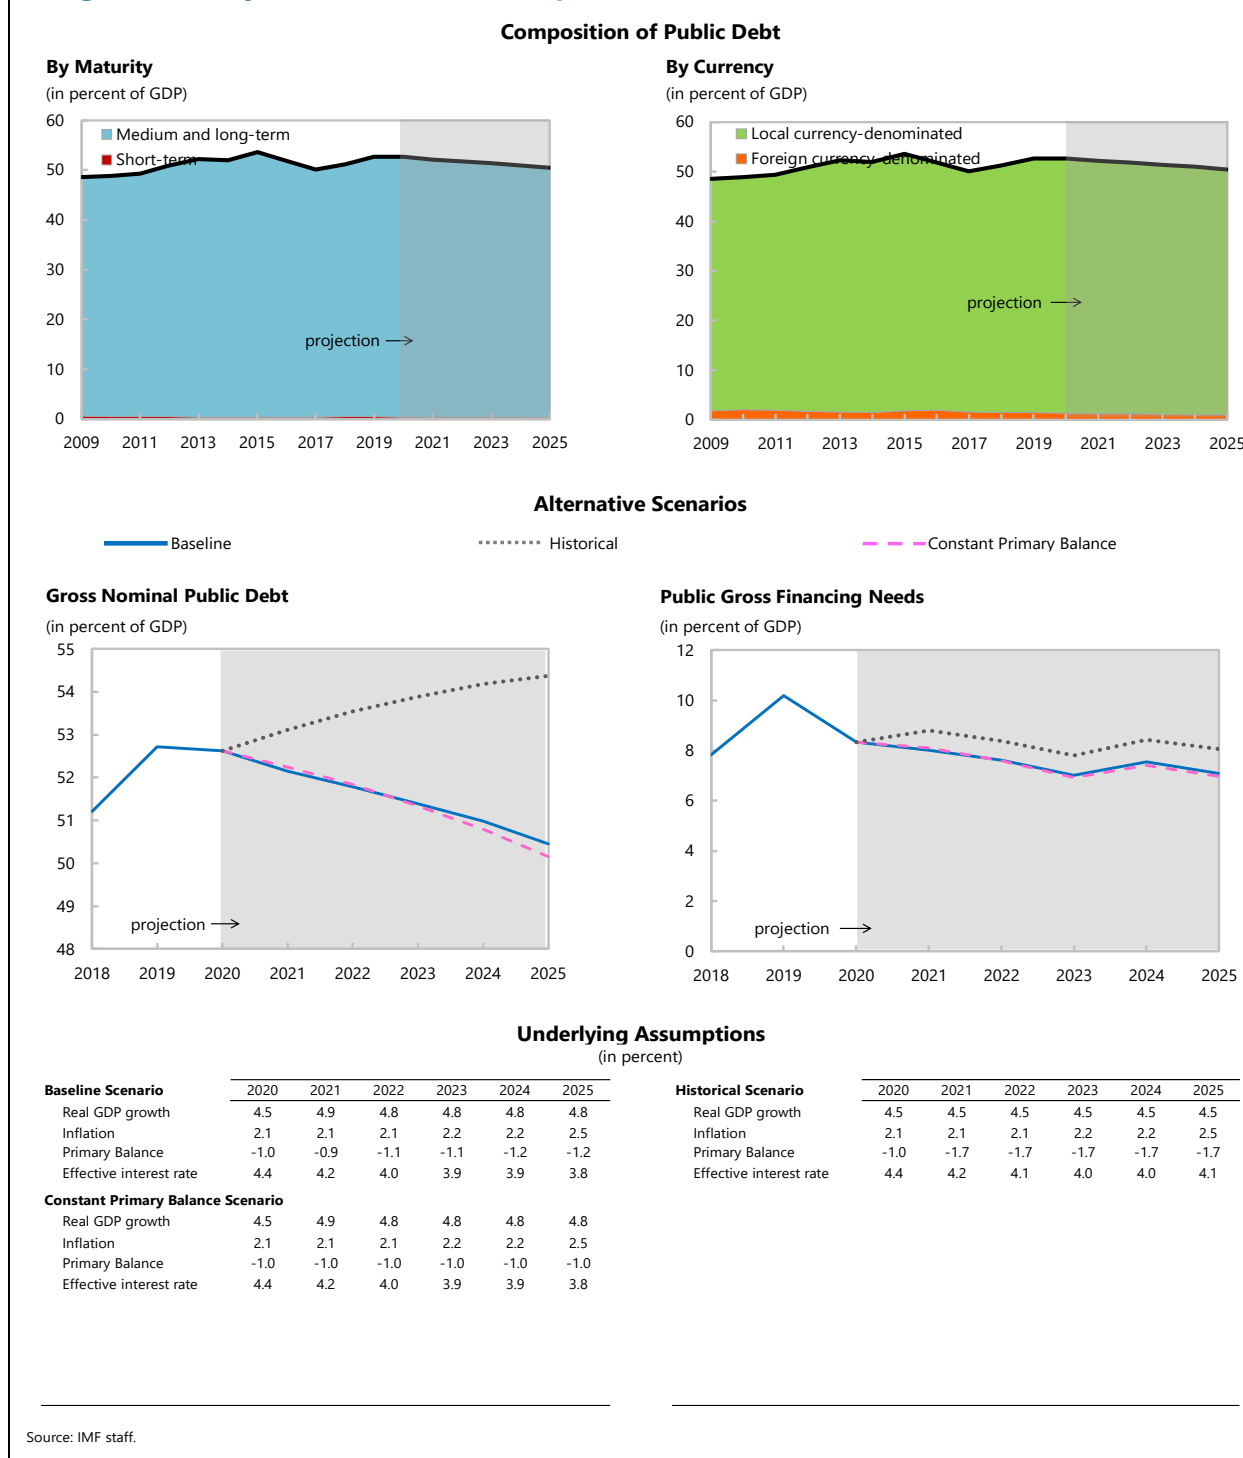 Composition of Public Debt
By Maturity
(in percent of GDP)
60
50
40
30
20
10
0
Medium and long-term
Short-term
projection
2009 2011 2013 2015 2017 2019 2021 2023 2025
By Currency
(in percent of GDP)
60
50
40
30
20
10
0
Local currency-denominated
Foreign currency-denominated
projection
2009 2011 2013 2015 2017 2019 2021 2023 2025
Alternative Scenarios
Baseline Historical Constant Primary Balance
Gross Nominal Public Debt
(in percent of GDP)
55
54
53
52
51
50
49
48
projection
2018 2019 2020 2021 2022 2023 2024 2025
Public Gross Financing Needs
(in percent of GDP)
12
10
8
6
4
2
0
projection
2018 2019 2020 2021 2022 2023 2024 2025
Underlying Assumptions
(in percent)
Baseline Scenario 2020 2021 2022 2023 2024 2025
Real GDP growth 4.5 4.9 4.8 4.8 4.8 4.8
Inflation 2.1 2.1 2.1 2.2 2.2 2.5
Primary Balance -1.0 -0.9 -1.1 -1.1 -1.2 -1.2
Effective interest rate 4.4 4.2 4.0 3.9 3.9 3.8
Constant Primary Balance Scenario
Real GDP growth 4.5 4.9 4.8 4.8 4.8 4.8
Inflation 2.1 2.1 2.1 2.2 2.2 2.5
Primary Balance -1.0 -1.0 -1.0 -1.0 -1.0 -1.0
Effective interest rate 4.4 4.2 4.0 3.9 3.9 3.8
Historical Scenario 2020 2021 2022 2023 2024 2025
Real GDP growth 4.5 4.5 4.5 4.5 4.5 4.5
Inflation 2.1 2.1 2.1 2.2 2.2 2.5
Primary Balance -1.0 -1.7 -1.7 -1.7 -1.7 -1.7
Effective interest rate 4.4 4.2 4.1 4.0 4.0 4.1
Source: IMF staff.